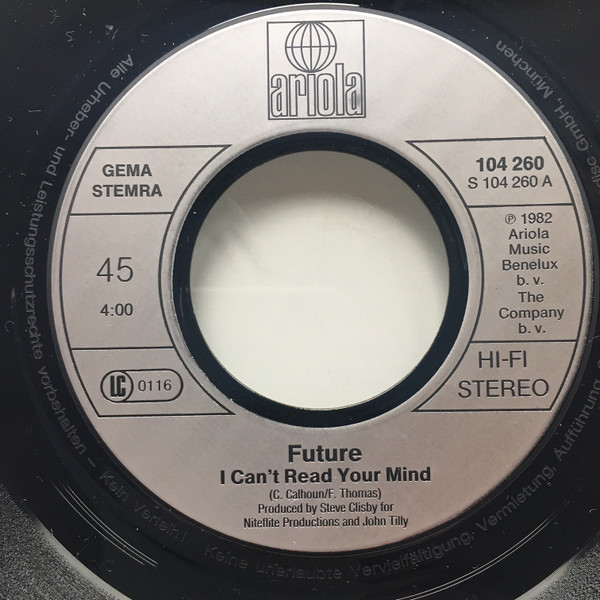 ariola
GEMA
STEMRA
45
4:00
LC 0116
104 260
S 104 260 A
℗ 1982
Ariola
Music
Benelux
b. v.
The
Company
b. v.
HI-FI
STEREO
Future
I Can't Read Your Mind
(C. Calhoun/F. Thomas)
Produced by Steve Clisby for
Niteflite Productions and John Tilly
Alle Urheber- und Leistungsschutzrechte vorbehalten – Kein Verleih! Keine unerlaubte Vervielfältigung, Vermietung, Aufführung,
GmbH, München